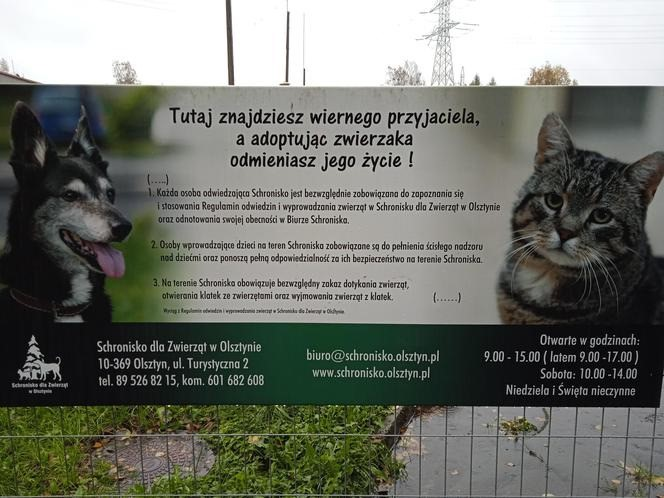 Tutaj znajdziesz wiernego przyjaciela,
a adoptując zwierzaka
odmieniasz jego życie !
(.....)
1. Każda osoba odwiedzająca Schronisko jest bezwzględnie zobowiązana do zapoznania się
i stosowania Regulamin odwiedzin i wyprowadzania zwierząt w Schronisku dla Zwierząt w Olsztynie
oraz odnotowania swojej obecności w Biurze Schroniska.
2. Osoby wprowadzające dzieci na teren Schroniska zobowiązane są do pełnienia ścisłego nadzoru
nad dziećmi oraz ponoszą pełną odpowiedzialność za ich bezpieczeństwo na terenie Schroniska.
3. Na terenie Schroniska obowiązuje bezwzględny zakaz dotykania zwierząt,
otwierania klatek ze zwierzętami oraz wyjmowania zwierząt z klatek. (......)
Wyciąg z Regulamin odwiedzin i wyprowadzania zwierząt w Schronisku dla Zwierząt w Olsztynie.
Schronisko dla Zwierząt
w Olsztynie
Schronisko dla Zwierząt w Olsztynie
10-369 Olsztyn, ul. Turystyczna 2
tel. 89 526 82 15, kom. 601 682 608
biuro@schronisko.olsztyn.pl
www.schronisko.olsztyn.pl
Otwarte w godzinach:
9.00 - 15.00 ( latem 9.00 -17.00 )
Sobota: 10.00 -14.00
Niedziela i Święta nieczynne